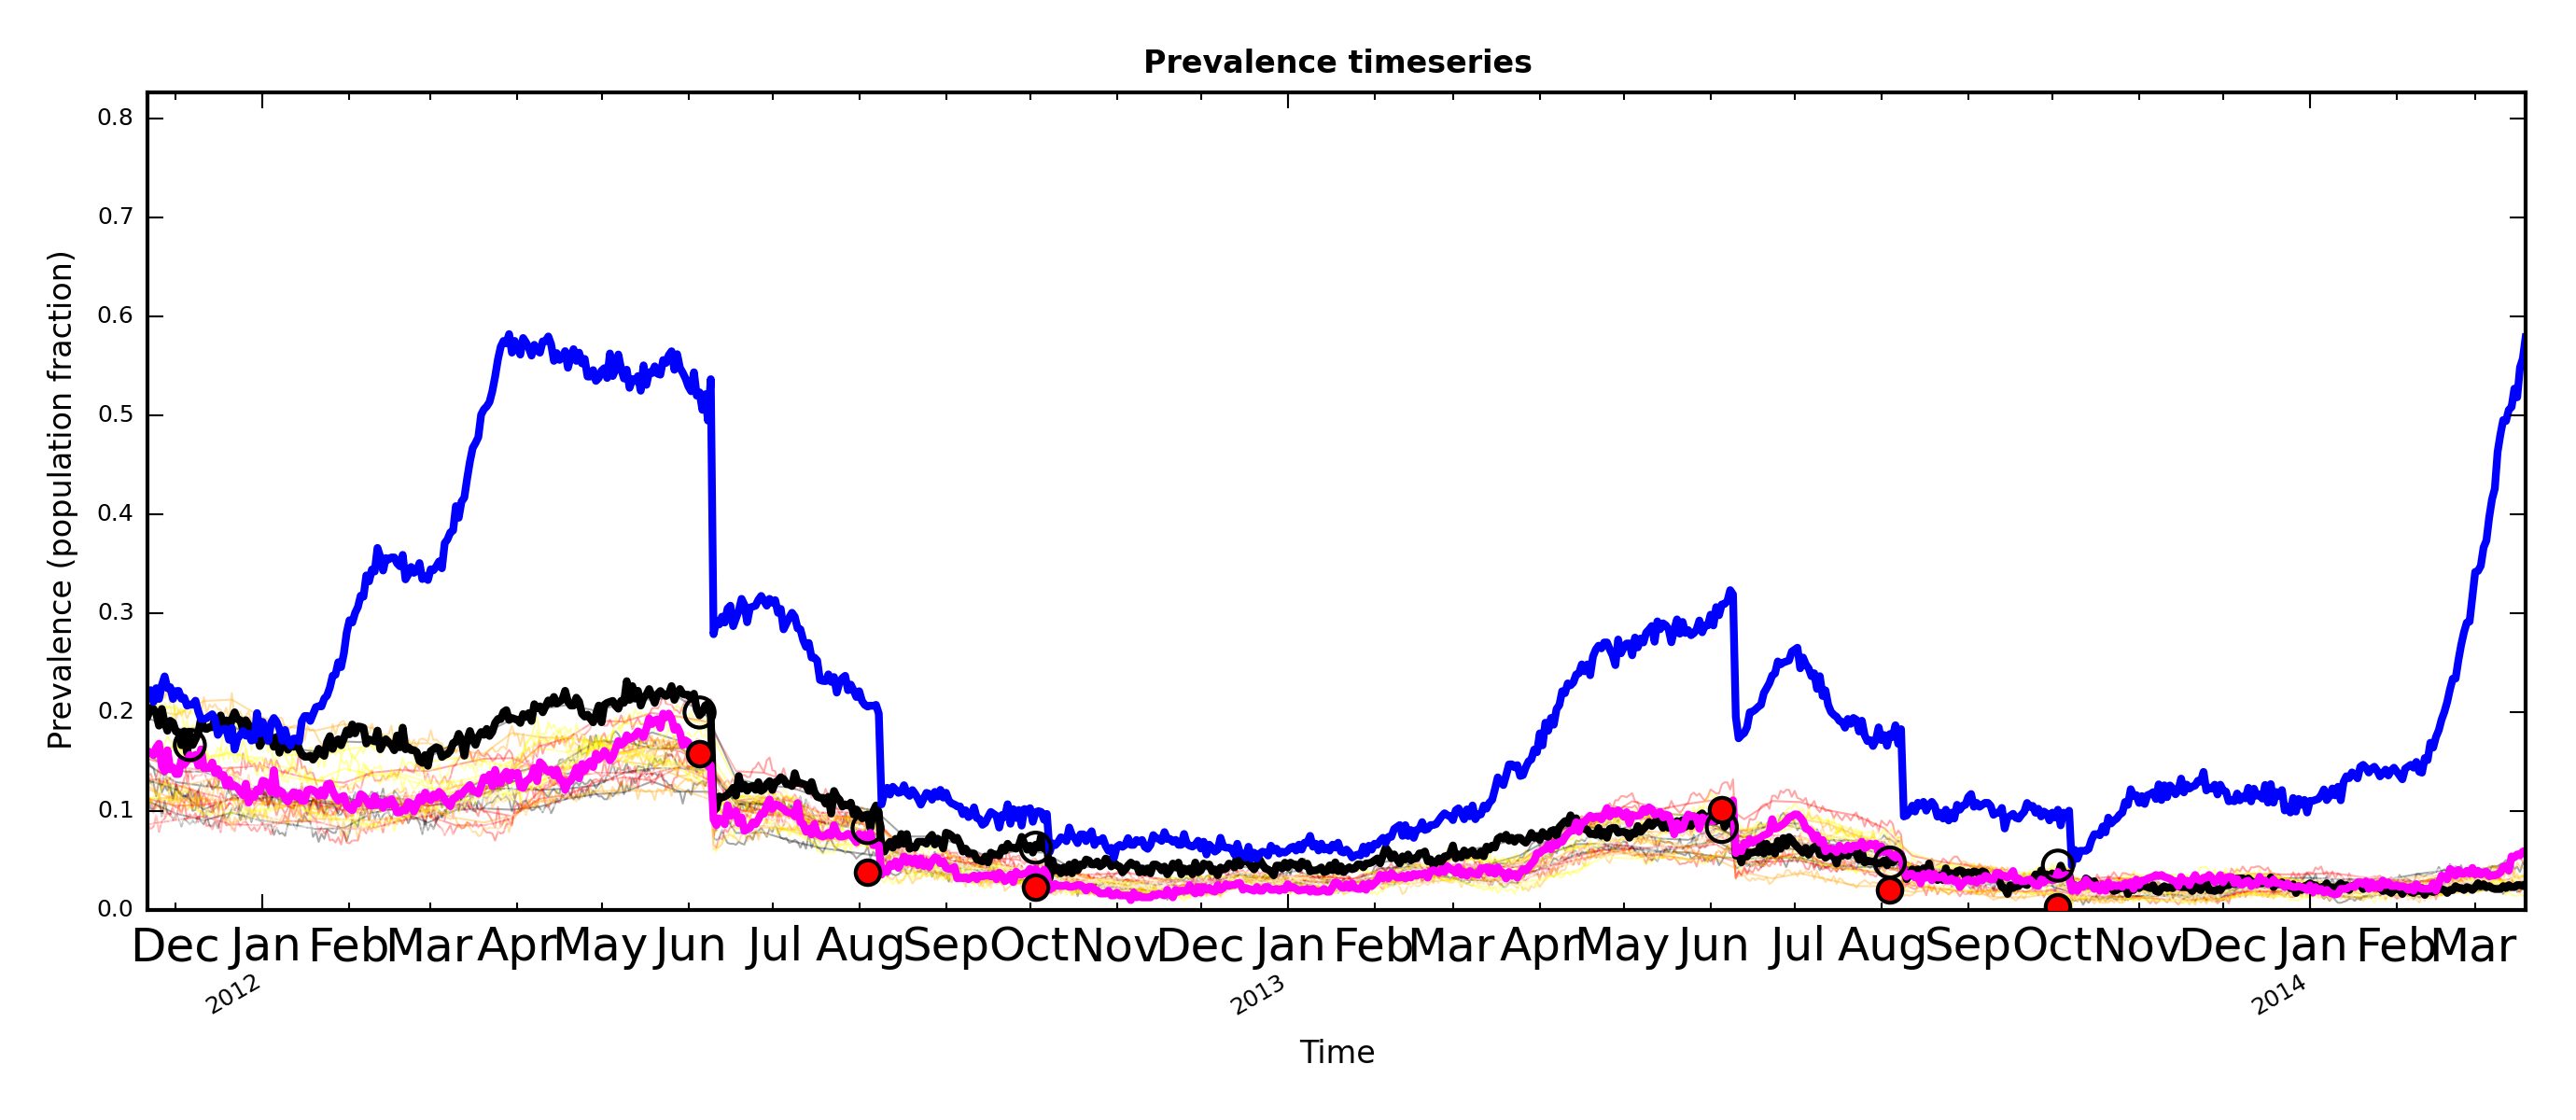 Prevalence timeseries
Prevalence (population fraction)
0.8
0.7
0.6
0.5
0.4
0.3
0.2
0.1
0.0
Dec Jan Feb Mar Apr May Jun Jul Aug Sep Oct Nov Dec Jan Feb Mar Apr May Jun Jul Aug Sep Oct Nov Dec Jan Feb Mar
2012 2013 2014
Time